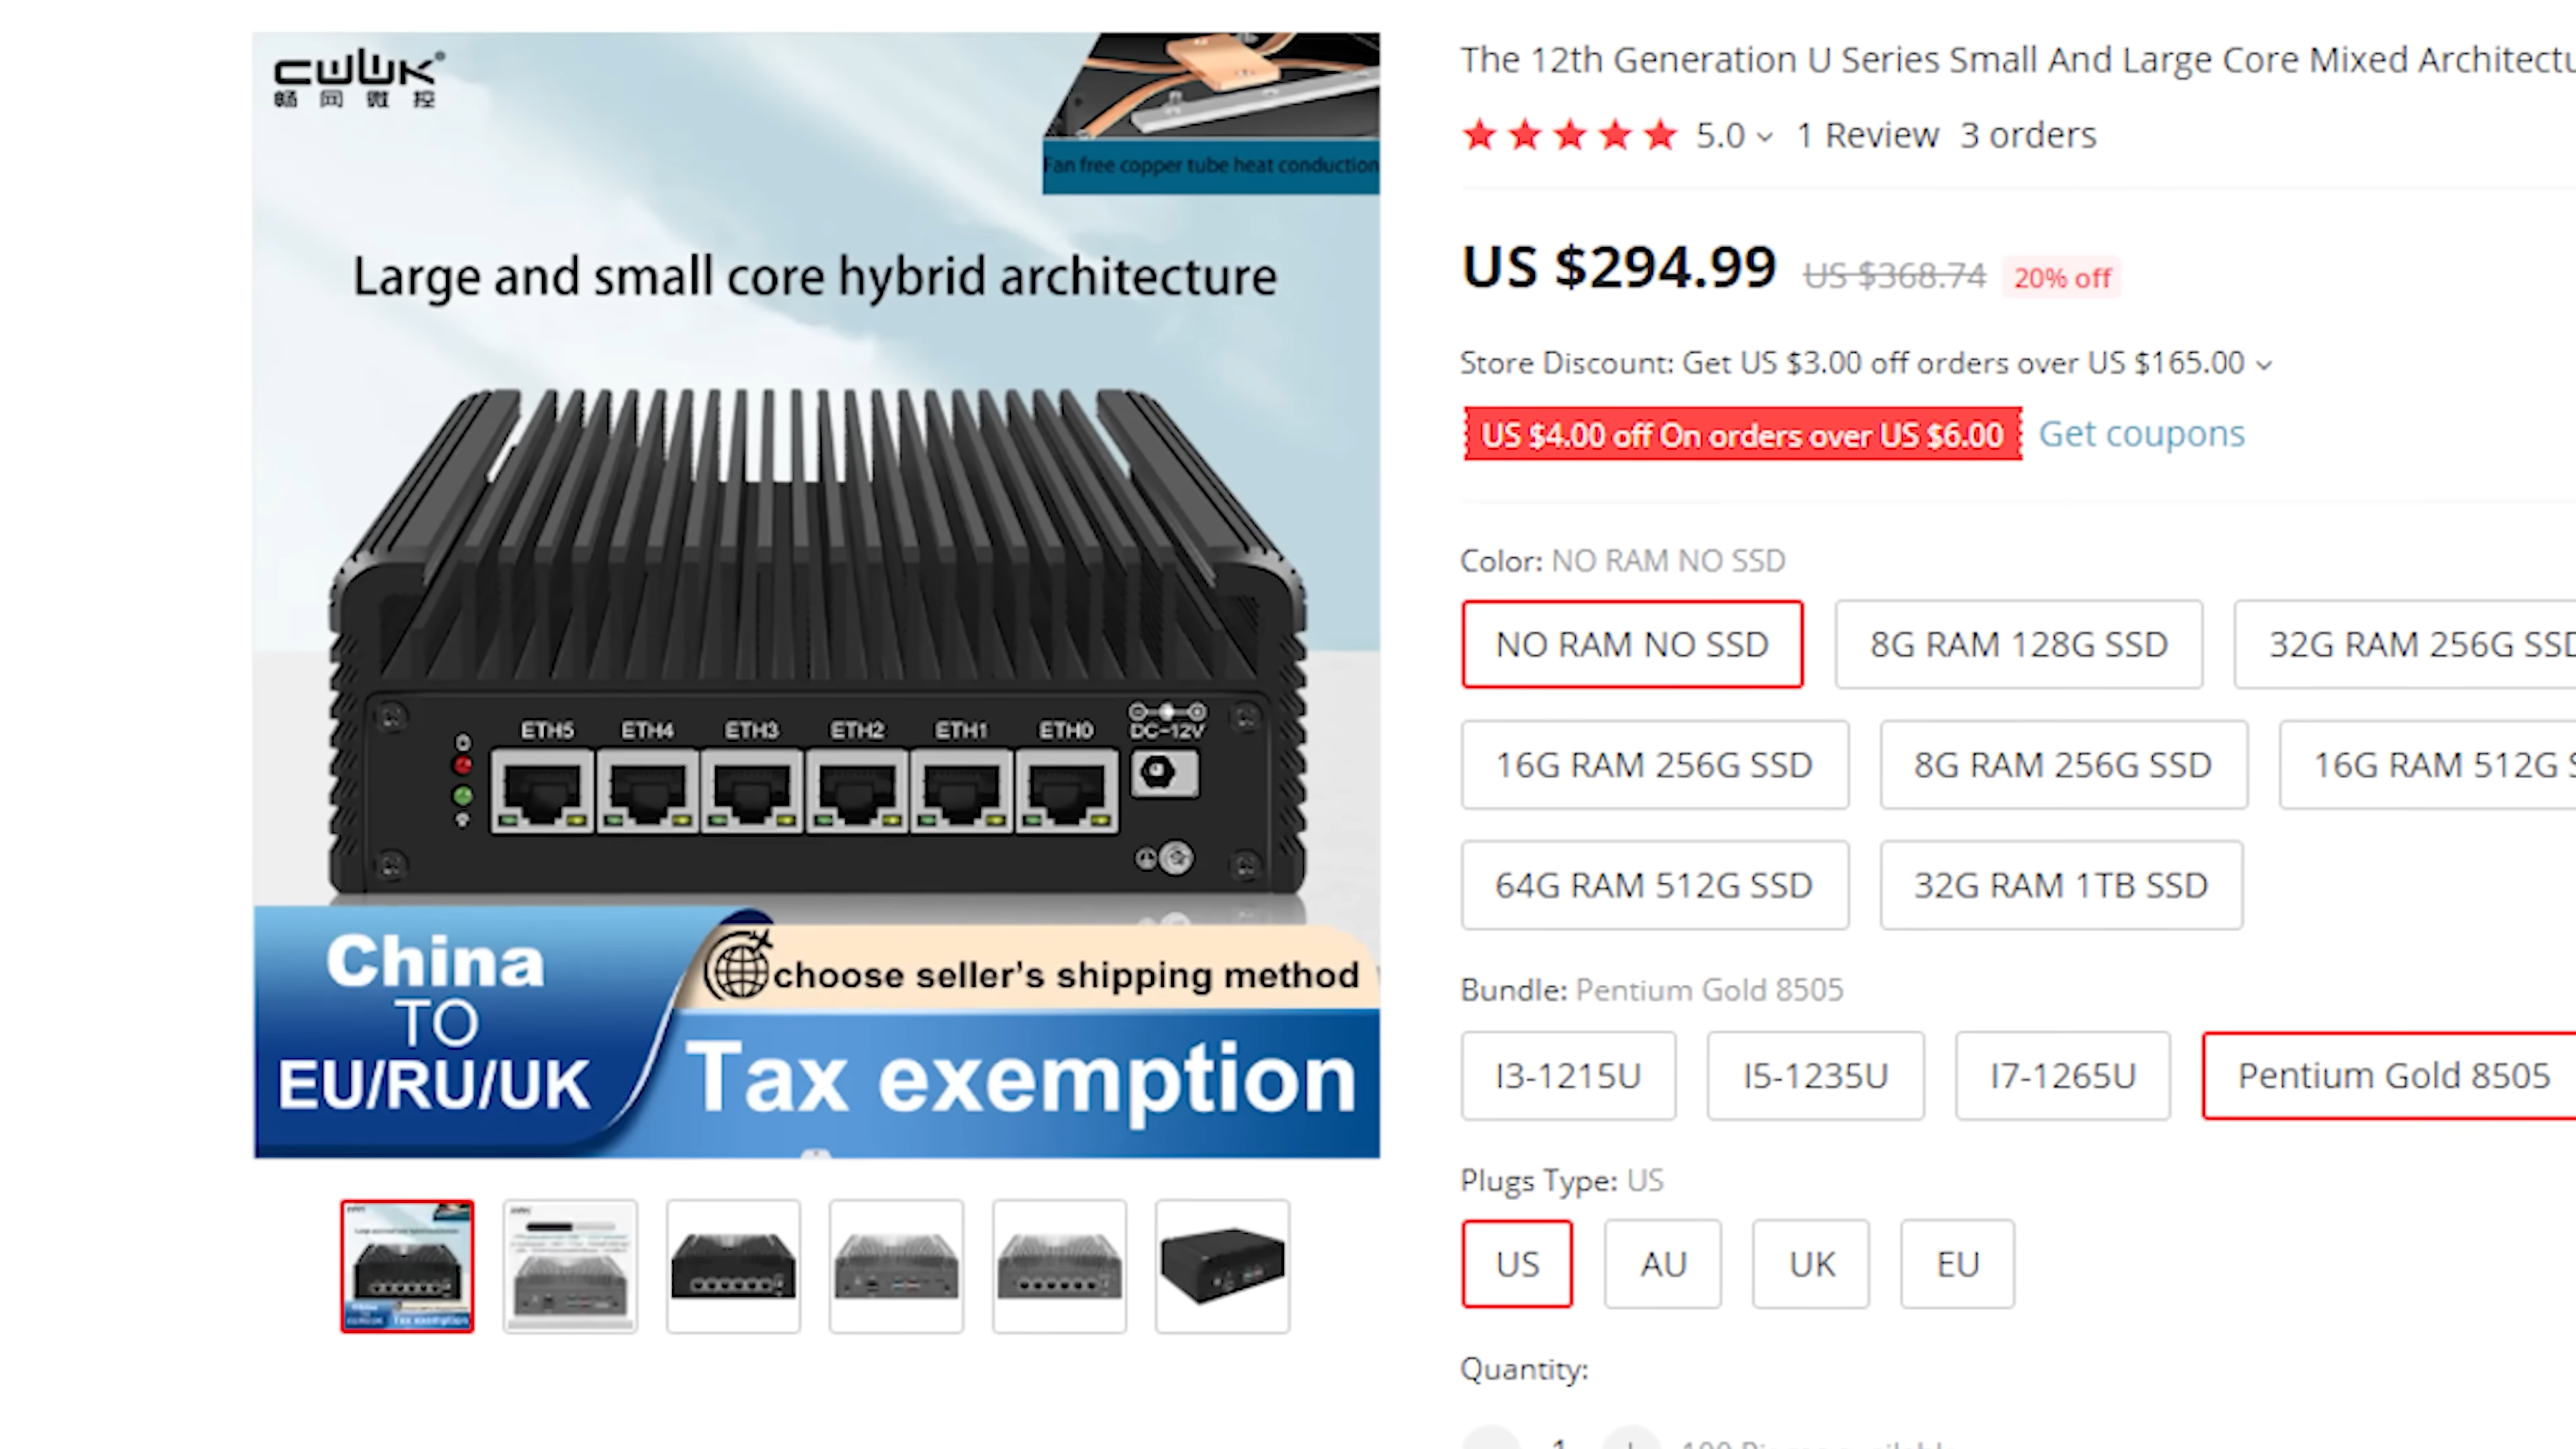 CWWK
畅网微控
Fan free copper tube heat conduction
Large and small core hybrid architecture
ETH5 ETH4 ETH3 ETH2 ETH1 ETH0 DC-12V
China
TO
EU/RU/UK
choose seller's shipping method
Tax exemption
The 12th Generation U Series Small And Large Core Mixed
5.0 1 Review 3 orders
US $294.99 US $368.74 20% off
Store Discount: Get US $3.00 off orders over US $165.00
US $4.00 off On orders over US $6.00 Get coupons
Color: NO RAM NO SSD
NO RAM NO SSD 8G RAM 128G SSD 32G RAM 256G SSD
16G RAM 256G SSD 8G RAM 256G SSD 16G RAM 512G
64G RAM 512G SSD 32G RAM 1TB SSD
Bundle: Pentium Gold 8505
I3-1215U I5-1235U I7-1265U Pentium Gold 8505
Plugs Type: US
US AU UK EU
Quantity: